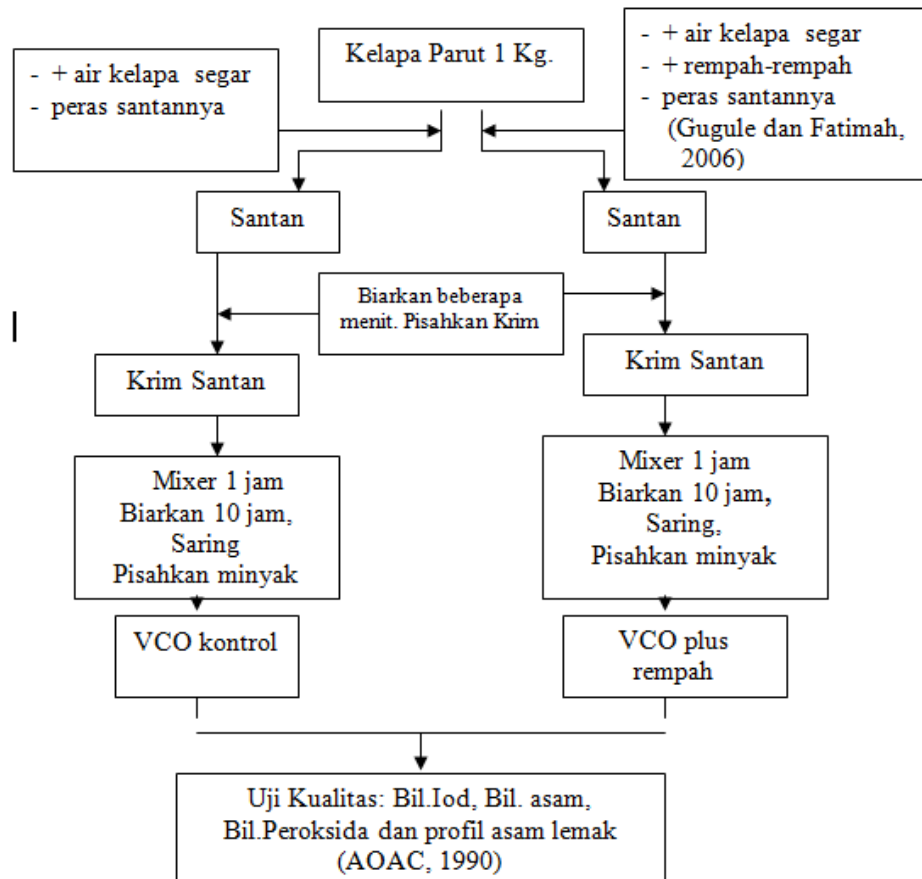 - + air kelapa segar
- peras santannya
Kelapa Parut 1 Kg.
- + air kelapa segar
- + rempah-rempah
- peras santannya
(Gugule dan Fatimah,
2006)
Santan
Santan
Biarkan beberapa
menit. Pisahkan Krim
Krim Santan
Krim Santan
Mixer 1 jam
Biarkan 10 jam,
Saring
Pisahkan minyak
Mixer 1 jam
Biarkan 10 jam,
Saring,
Pisahkan minyak
VCO kontrol
VCO plus
rempah
Uji Kualitas: Bil.Iod, Bil. asam,
Bil.Peroksida dan profil asam lemak
(AOAC, 1990)